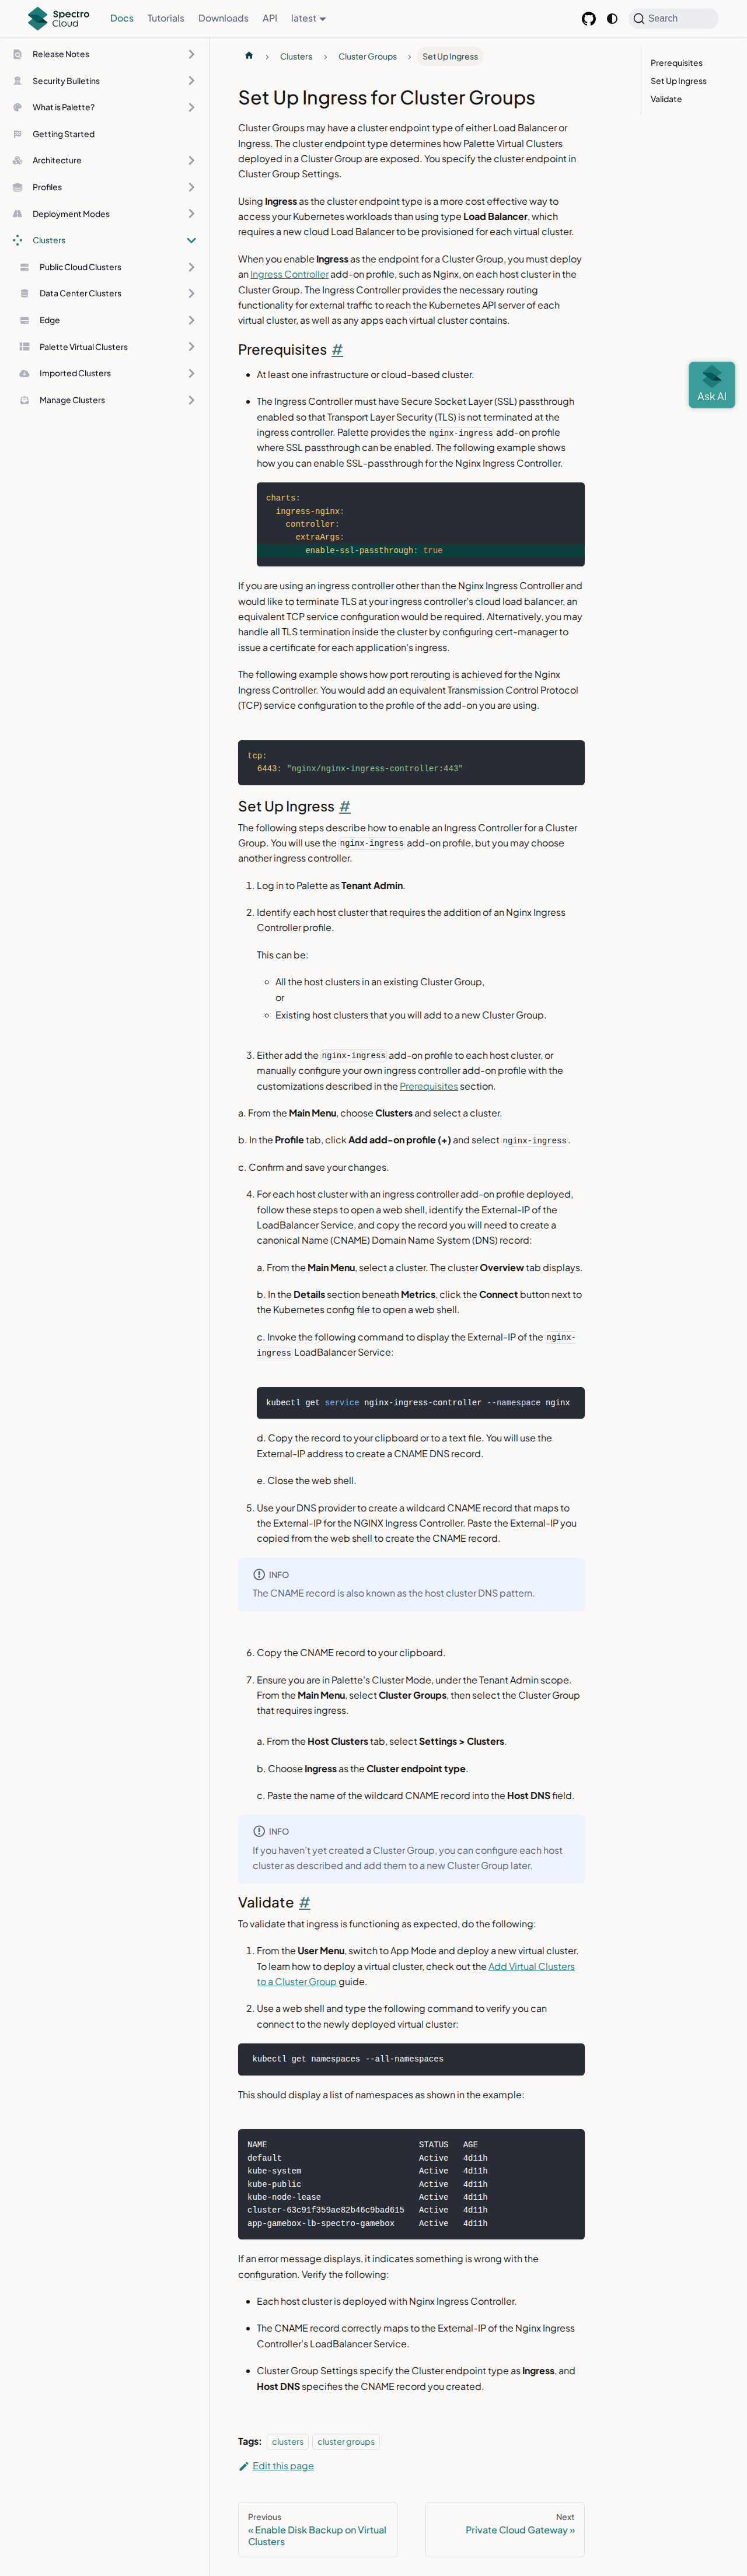 Spectro Cloud
Docs
Tutorials
Downloads
API
latest
Search
Release Notes
Security Bulletins
What is Palette?
Getting Started
Architecture
Profiles
Deployment Modes
Clusters
Public Cloud Clusters
Data Center Clusters
Edge
Palette Virtual Clusters
Imported Clusters
Manage Clusters
Clusters
Cluster Groups
Set Up Ingress
Prerequisites
Set Up Ingress
Validate
Ask AI
Set Up Ingress for Cluster Groups
Cluster Groups may have a cluster endpoint type of either Load Balancer or
Ingress. The cluster endpoint type determines how Palette Virtual Clusters
deployed in a Cluster Group are exposed. You specify the cluster endpoint in
Cluster Group Settings.
Using Ingress as the cluster endpoint type is a more cost effective way to
access your Kubernetes workloads than using type Load Balancer, which
requires a new cloud Load Balancer to be provisioned for each virtual cluster.
When you enable Ingress as the endpoint for a Cluster Group, you must deploy
an Ingress Controller add-on profile, such as Nginx, on each host cluster in the
Cluster Group. The Ingress Controller provides the necessary routing
functionality for external traffic to reach the Kubernetes API server of each
virtual cluster, as well as any apps each virtual cluster contains.
Prerequisites #
At least one infrastructure or cloud-based cluster.
The Ingress Controller must have Secure Socket Layer (SSL) passthrough
enabled so that Transport Layer Security (TLS) is not terminated at the
ingress controller. Palette provides the nginx-ingress add-on profile
where SSL passthrough can be enabled. The following example shows
how you can enable SSL-passthrough for the Nginx Ingress Controller.
charts:
ingress-nginx:
controller:
extraArgs:
enable-ssl-passthrough: true
If you are using an ingress controller other than the Nginx Ingress Controller and
would like to terminate TLS at your ingress controller's cloud load balancer, an
equivalent TCP service configuration would be required. Alternatively, you may
handle all TLS termination inside the cluster by configuring cert-manager to
issue a certificate for each application's ingress.
The following example shows how port rerouting is achieved for the Nginx
Ingress Controller. You would add an equivalent Transmission Control Protocol
(TCP) service configuration to the profile of the add-on you are using.
tcp:
6443: "nginx/nginx-ingress-controller:443"
Set Up Ingress #
The following steps describe how to enable an Ingress Controller for a Cluster
Group. You will use the nginx-ingress add-on profile, but you may choose
another ingress controller.
1. Log in to Palette as Tenant Admin.
2. Identify each host cluster that requires the addition of an Nginx Ingress
Controller profile.
This can be:
All the host clusters in an existing Cluster Group,
or
Existing host clusters that you will add to a new Cluster Group.
3. Either add the nginx-ingress add-on profile to each host cluster, or
manually configure your own ingress controller add-on profile with the
customizations described in the Prerequisites section.
a. From the Main Menu, choose Clusters and select a cluster.
b. In the Profile tab, click Add add-on profile (+) and select nginx-ingress.
c. Confirm and save your changes.
4. For each host cluster with an ingress controller add-on profile deployed,
follow these steps to open a web shell, identify the External-IP of the
LoadBalancer Service, and copy the record you will need to create a
canonical Name (CNAME) Domain Name System (DNS) record:
a. From the Main Menu, select a cluster. The cluster Overview tab displays.
b. In the Details section beneath Metrics, click the Connect button next to
the Kubernetes config file to open a web shell.
c. Invoke the following command to display the External-IP of the nginx-
ingress LoadBalancer Service:
kubectl get service nginx-ingress-controller --namespace nginx
d. Copy the record to your clipboard or to a text file. You will use the
External-IP address to create a CNAME DNS record.
e. Close the web shell.
5. Use your DNS provider to create a wildcard CNAME record that maps to
the External-IP for the NGINX Ingress Controller. Paste the External-IP you
copied from the web shell to create the CNAME record.
INFO
The CNAME record is also known as the host cluster DNS pattern.
6. Copy the CNAME record to your clipboard.
7. Ensure you are in Palette's Cluster Mode, under the Tenant Admin scope.
From the Main Menu, select Cluster Groups, then select the Cluster Group
that requires ingress.
a. From the Host Clusters tab, select Settings > Clusters.
b. Choose Ingress as the Cluster endpoint type.
c. Paste the name of the wildcard CNAME record into the Host DNS field.
INFO
If you haven't yet created a Cluster Group, you can configure each host
cluster as described and add them to a new Cluster Group later.
Validate #
To validate that ingress is functioning as expected, do the following:
1. From the User Menu, switch to App Mode and deploy a new virtual cluster.
To learn how to deploy a virtual cluster, check out the Add Virtual Clusters
to a Cluster Group guide.
2. Use a web shell and type the following command to verify you can
connect to the newly deployed virtual cluster:
kubectl get namespaces --all-namespaces
This should display a list of namespaces as shown in the example:
NAME STATUS AGE
default Active 4d11h
kube-system Active 4d11h
kube-public Active 4d11h
kube-node-lease Active 4d11h
cluster-63c91f359ae82b46c9bad615 Active 4d11h
app-gamebox-lb-spectro-gamebox Active 4d11h
If an error message displays, it indicates something is wrong with the
configuration. Verify the following:
Each host cluster is deployed with Nginx Ingress Controller.
The CNAME record correctly maps to the External-IP of the Nginx Ingress
Controller's LoadBalancer Service.
Cluster Group Settings specify the Cluster endpoint type as Ingress, and
Host DNS specifies the CNAME record you created.
Tags: clusters cluster groups
Edit this page
Previous
« Enable Disk Backup on Virtual
Clusters
Next
Private Cloud Gateway »